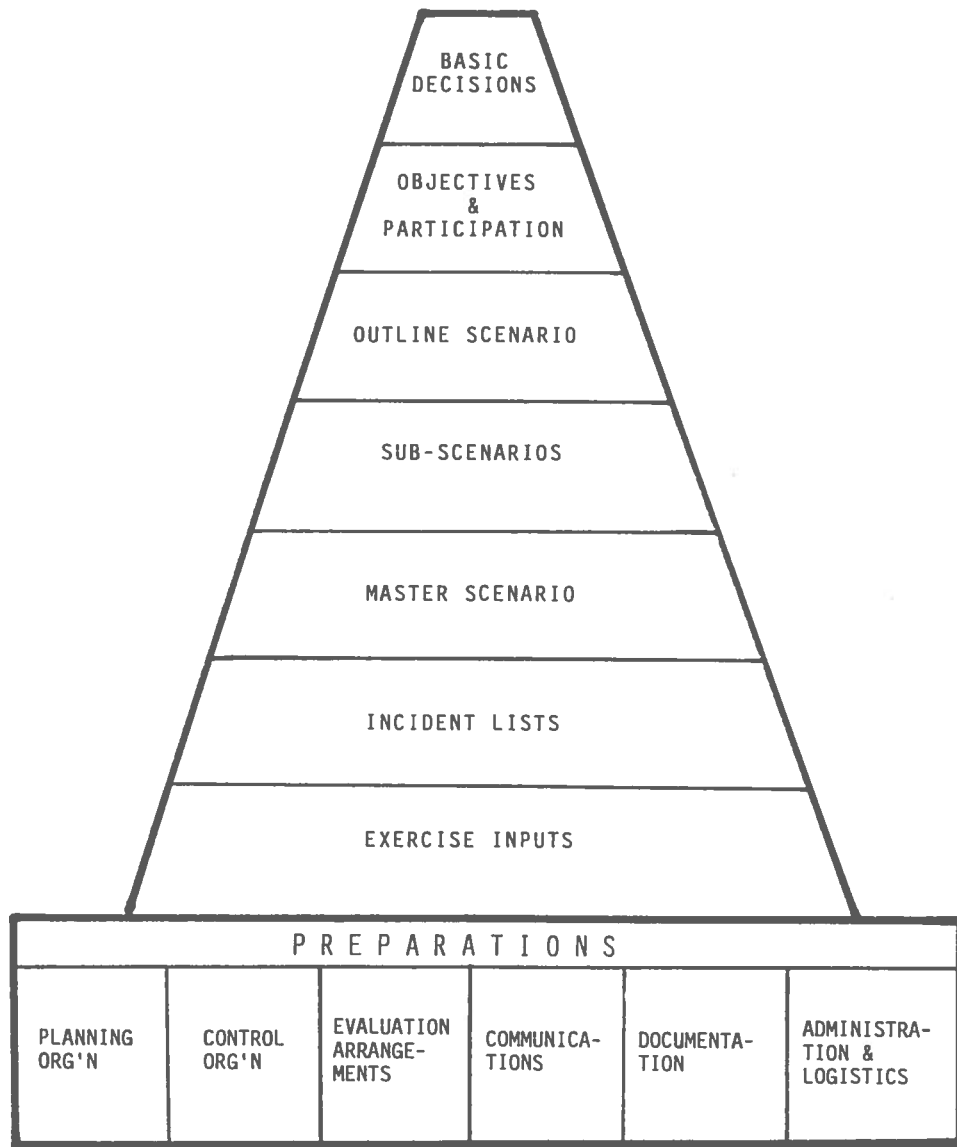 BASIC
DECISIONS
OBJECTIVES
&
PARTICIPATION
OUTLINE SCENARIO
SUB-SCENARIOS
MASTER SCENARIO
INCIDENT LISTS
EXERCISE INPUTS
PREPARATIONS
PLANNING
ORG'N
CONTROL
ORG'N
EVALUATION
ARRANGE-
MENTS
COMMUNICA-
TIONS
DOCUMENTA-
TION
ADMINISTRA-
TION &
LOGISTICS